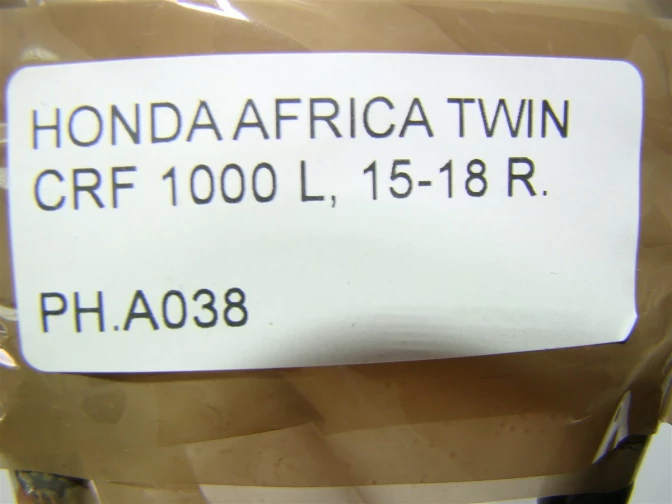 HONDA AFRICA TWIN
CRF 1000 L, 15-18 R.
PH.A038